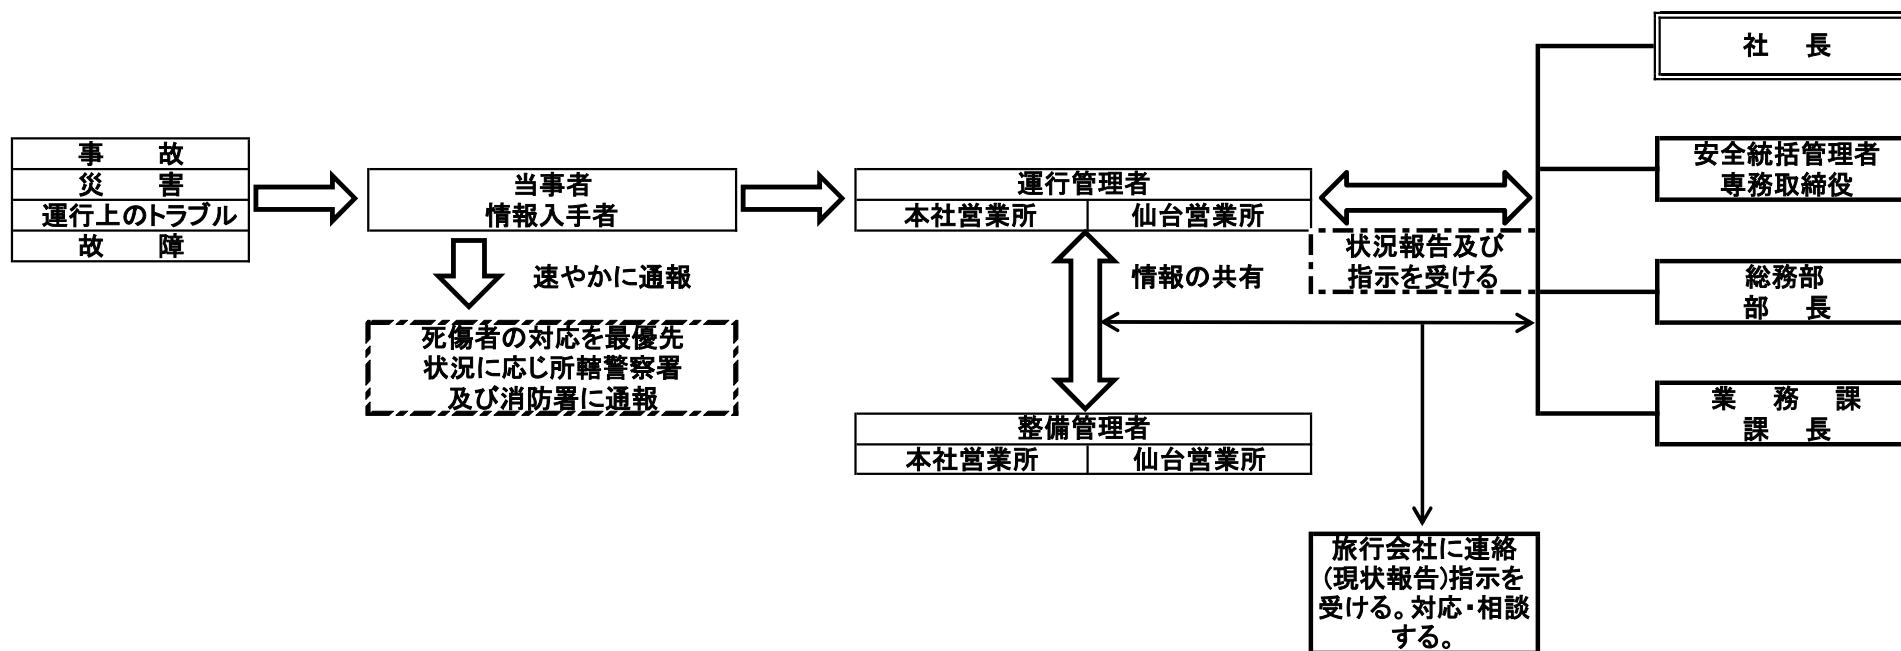 事　故
災　害
運行上のトラブル
故　障
当事者
情報入手者
速やかに通報
死傷者の対応を最優先
状況に応じ所轄警察署
及び消防署に通報
運行管理者
本社営業所
仙台営業所
情報の共有
整備管理者
本社営業所
仙台営業所
状況報告及び
指示を受ける
社　長
安全統括管理者
専務取締役
総務部
部　長
業　務　課
課　長
旅行会社に連絡
(現状報告)指示を
受ける。対応・相談
する。